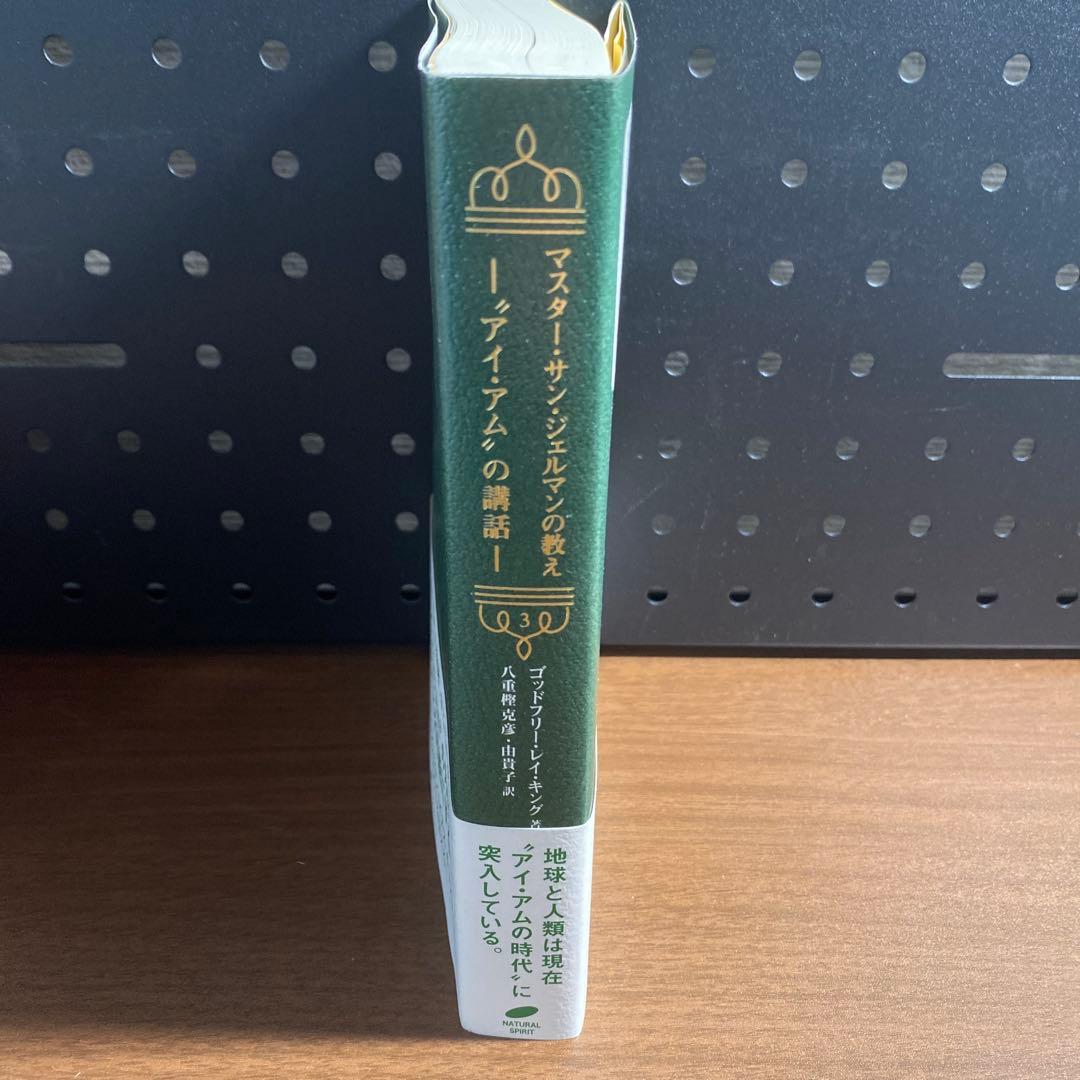 マスター・サン・ジェルマンの教え
―〝アイ・アム〟の講話―
3
ゴッドフリー・レイ・キング 著
八重樫克彦・由貴子 訳
地球と人類は現在
〝アイ・アムの時代〟に
突入している。
NATURAL
SPIRIT